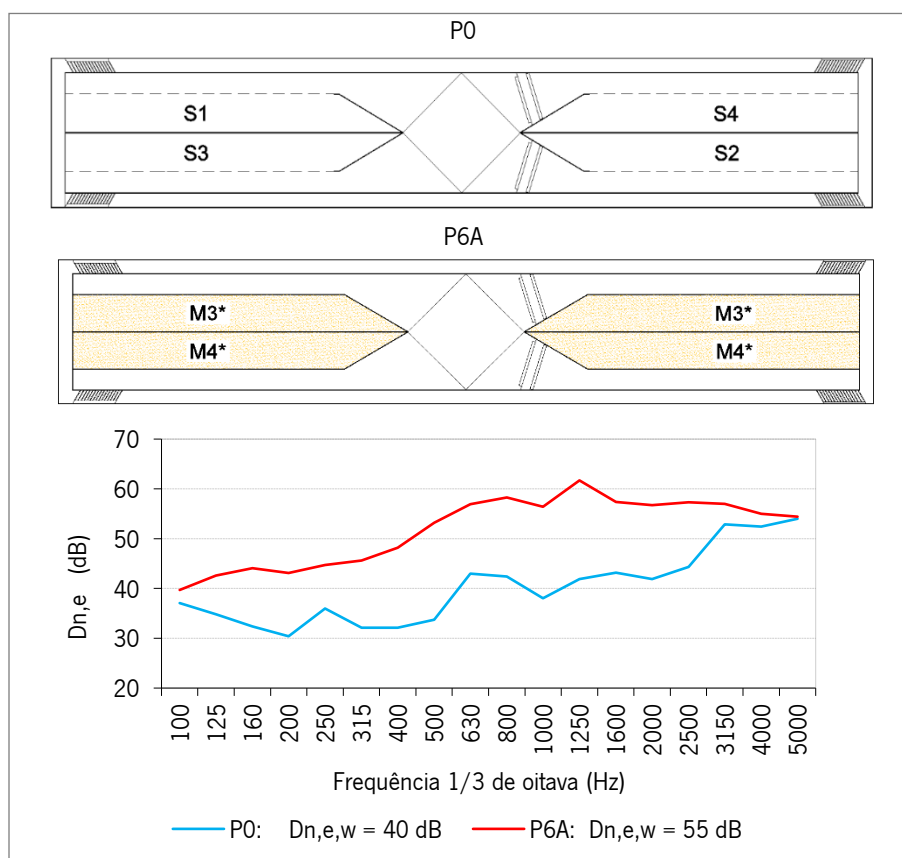 P0
S1 S4
S3 S2
P6A
M3* M3*
M4* M4*
70
60
50
40
30
20
Dn,e (dB)
100 125 160 200 250 315 400 500 630 800 1000 1250 1600 2000 2500 3150 4000 5000
Frequência 1/3 de oitava (Hz)
P0: Dn,e,w = 40 dB P6A: Dn,e,w = 55 dB